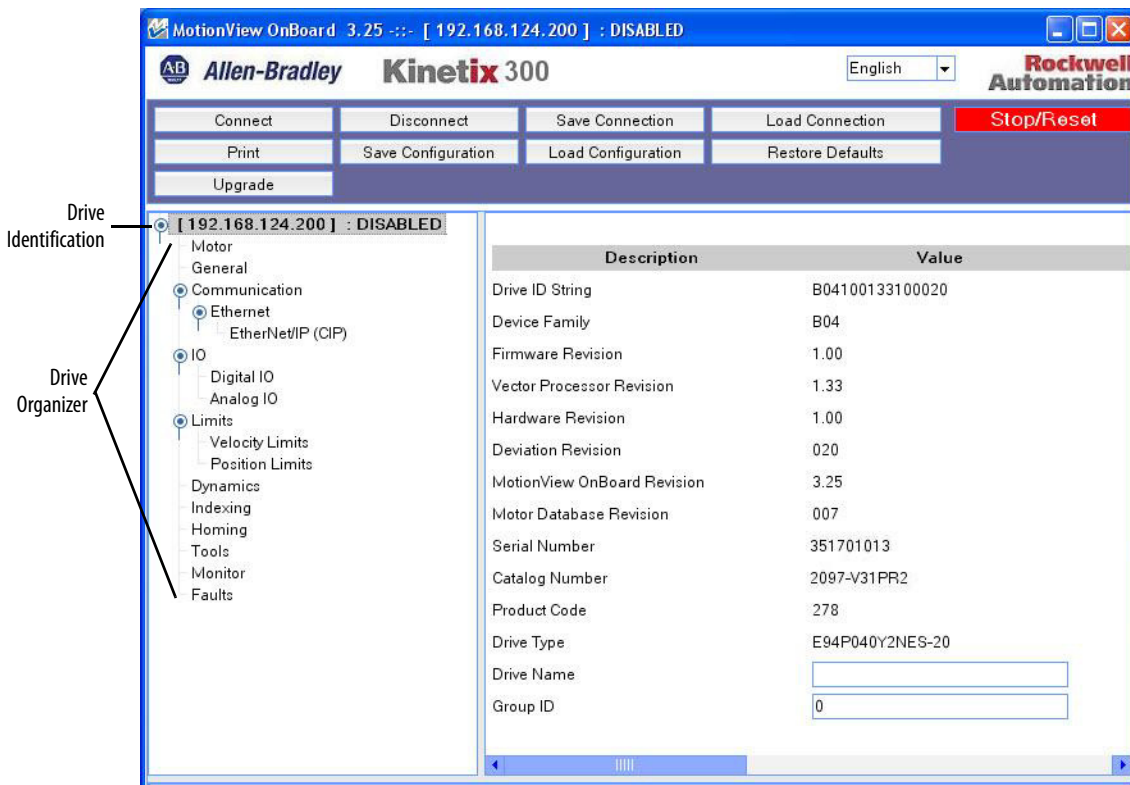 MotionView OnBoard 3.25 -::- [ 192.168.124.200 ] : DISABLED
AB Allen-Bradley Kinetix 300 English Rockwell Automation
Connect Disconnect Save Connection Load Connection Stop/Reset
Print Save Configuration Load Configuration Restore Defaults
Upgrade
Drive Identification
[ 192.168.124.200 ] : DISABLED
Motor
General
Communication
Ethernet
EtherNet/IP (CIP)
IO
Digital IO
Analog IO
Limits
Velocity Limits
Position Limits
Dynamics
Indexing
Homing
Tools
Monitor
Faults
Drive Organizer
Description Value
Drive ID String B04100133100020
Device Family B04
Firmware Revision 1.00
Vector Processor Revision 1.33
Hardware Revision 1.00
Deviation Revision 020
MotionView OnBoard Revision 3.25
Motor Database Revision 007
Serial Number 351701013
Catalog Number 2097-V31PR2
Product Code 278
Drive Type E94P040Y2NES-20
Drive Name
Group ID 0